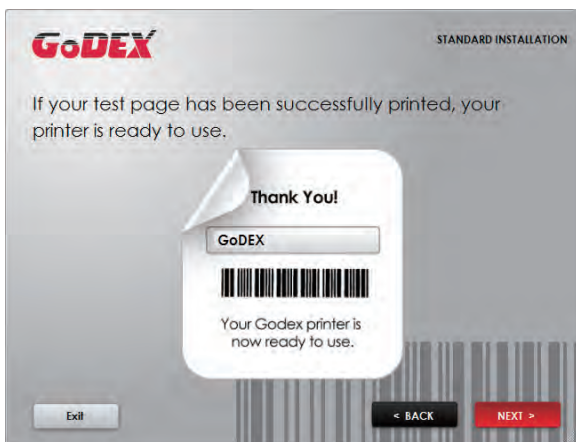 GoDEX
STANDARD INSTALLATION
If your test page has been successfully printed, your
printer is ready to use.
Thank You!
GoDEX
Your Godex printer is
now ready to use.
Exit
< BACK
NEXT >